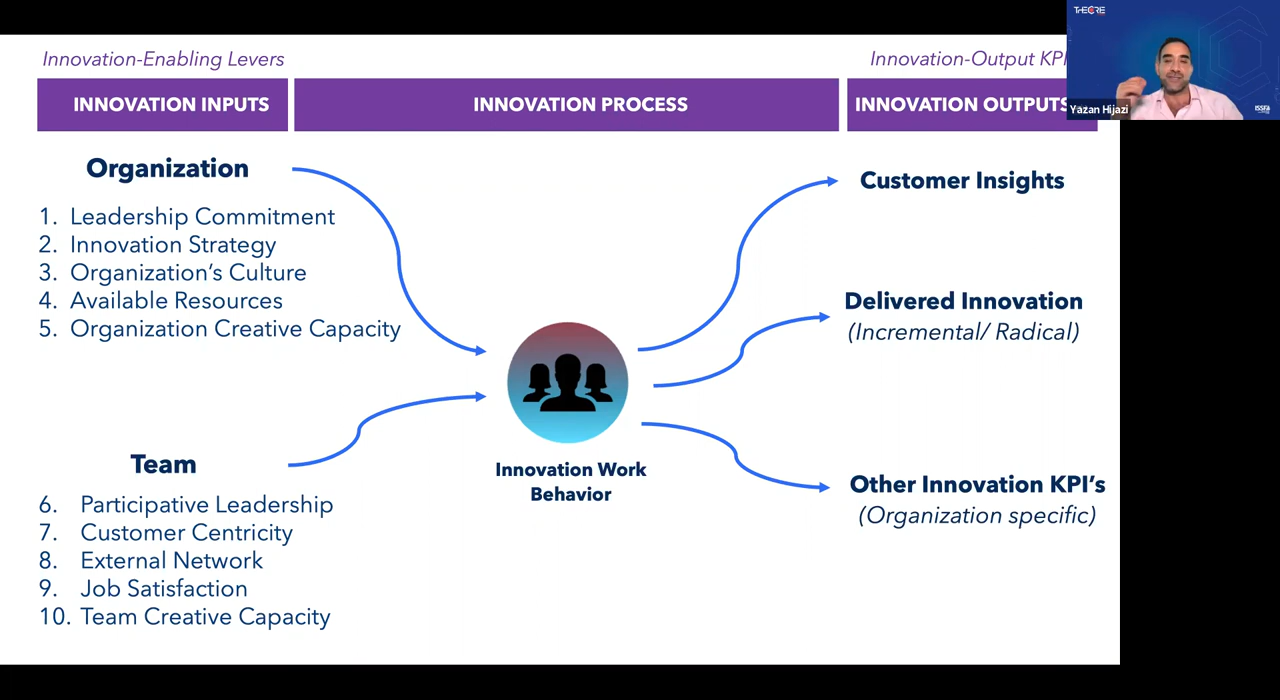 Innovation-Enabling Levers
Innovation-Output KPI
INNOVATION INPUTS
INNOVATION PROCESS
INNOVATION OUTPUTS
THECORE
Yazan Hijazi
ISSFA
Organization
1. Leadership Commitment
2. Innovation Strategy
3. Organization's Culture
4. Available Resources
5. Organization Creative Capacity
Team
6. Participative Leadership
7. Customer Centricity
8. External Network
9. Job Satisfaction
10. Team Creative Capacity
Innovation Work
Behavior
Customer Insights
Delivered Innovation
(Incremental/ Radical)
Other Innovation KPI's
(Organization specific)